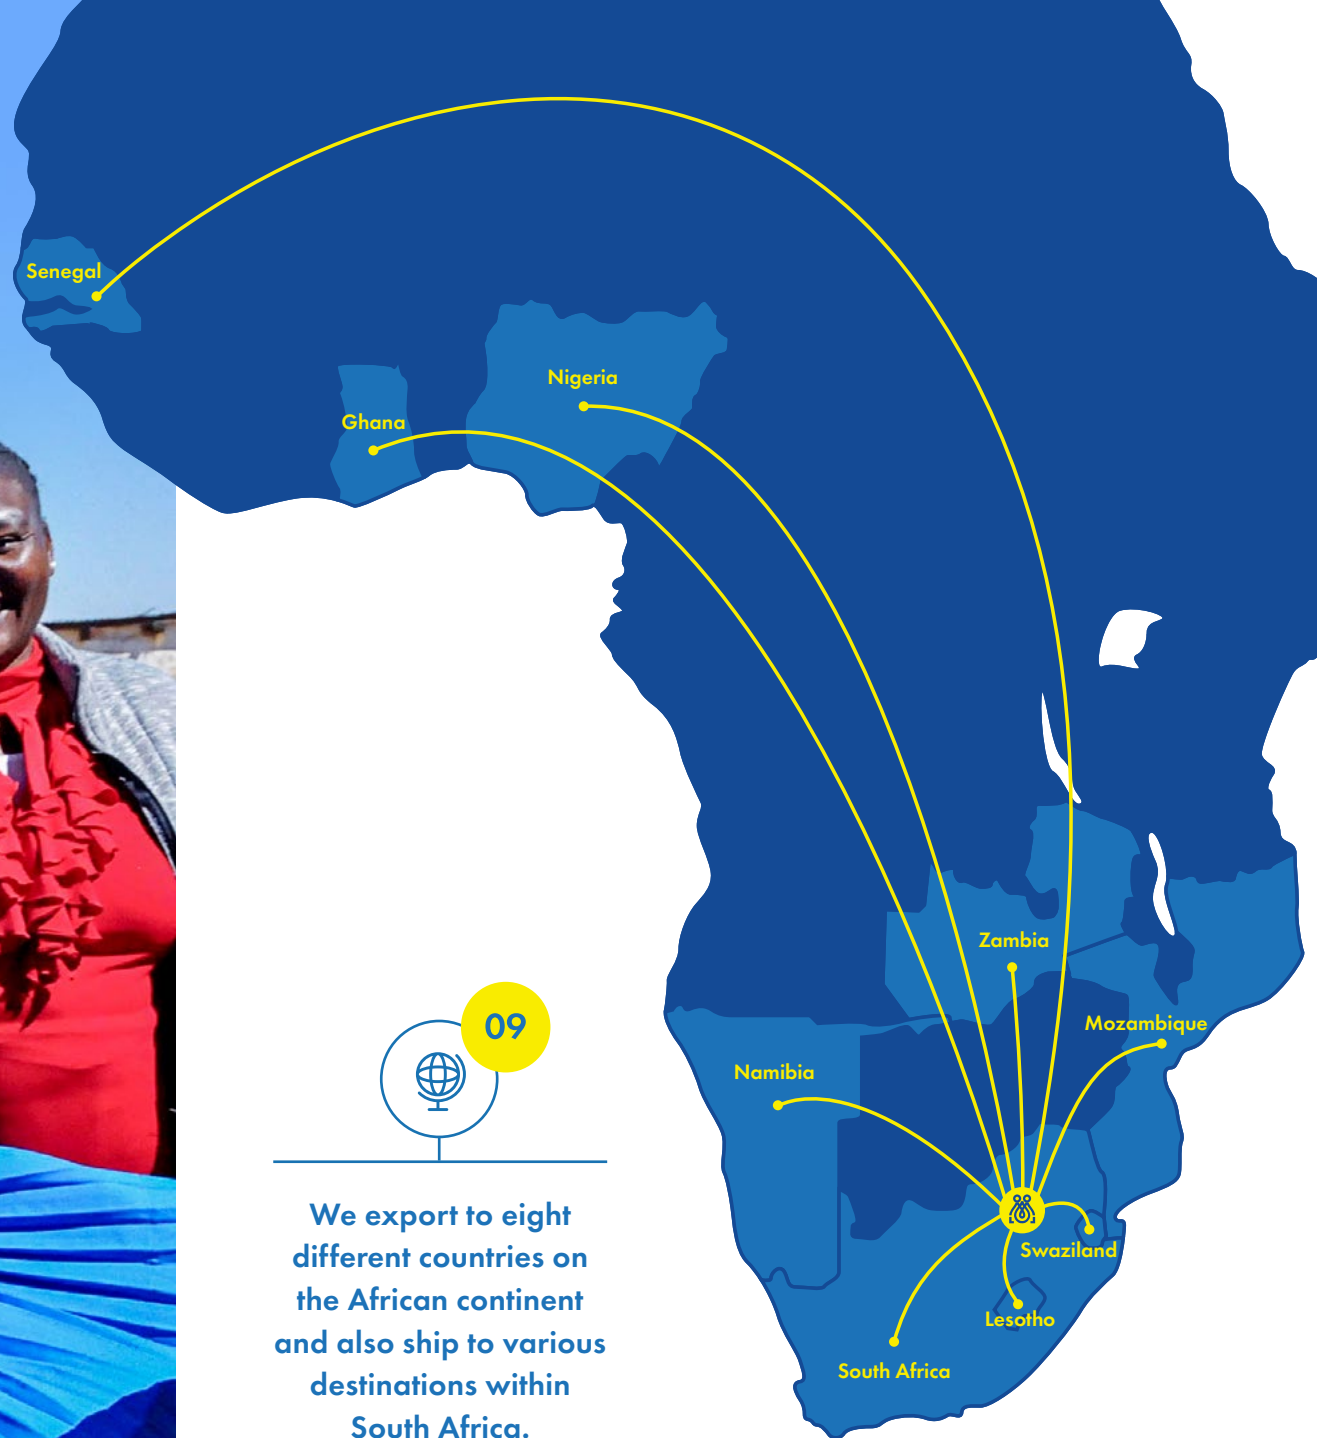 Senegal
Nigeria
Ghana
Zambia
Mozambique
Namibia
Swaziland
Lesotho
South Africa
09
We export to eight
different countries on
the African continent
and also ship to various
destinations within
South Africa.